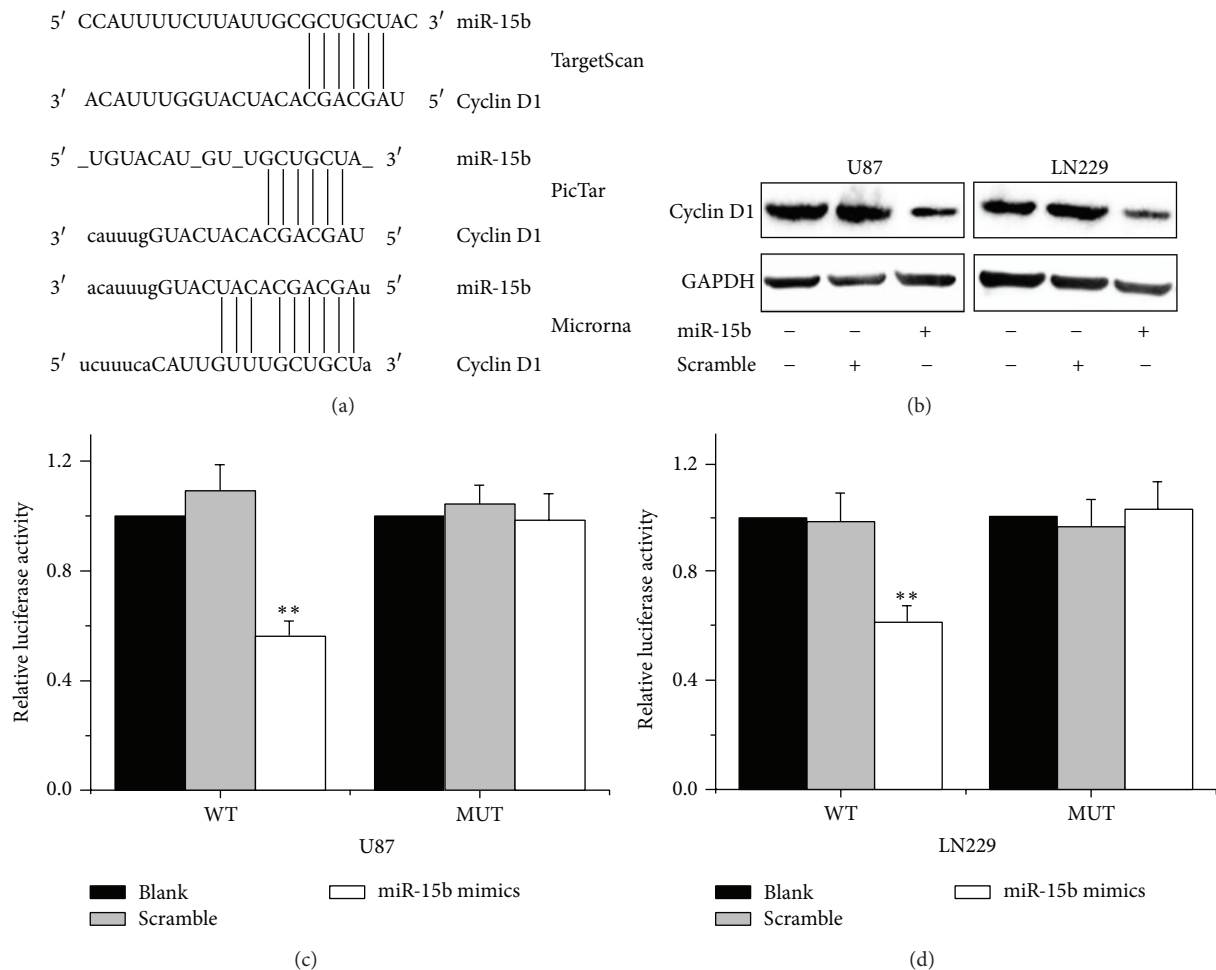 5′ CCAUUUUCUUAUUGCGCUGCUAC 3′ miR-15b
TargetScan
3′ ACAUUUGGUACUACACGACGAU 5′ Cyclin D1
5′ _UGUACAU_GU_UGCUGCUA_ 3′ miR-15b
PicTar
3′ cauuugGUACUACACGACGAU 5′ Cyclin D1
3′ acauuugGUACUACACGACGAu 5′ miR-15b
Microrna
5′ ucuuucaCAUUGUUUGCUGCUa 3′ Cyclin D1
(a)
U87 LN229
Cyclin D1
GAPDH
miR-15b − − + − − +
Scramble − + − − + −
(b)
Relative luciferase activity
1.2
0.8
0.4
0.0
**
WT MUT
U87
Blank miR-15b mimics
Scramble
(c)
Relative luciferase activity
1.2
0.8
0.4
0.0
**
WT MUT
LN229
Blank miR-15b mimics
Scramble
(d)